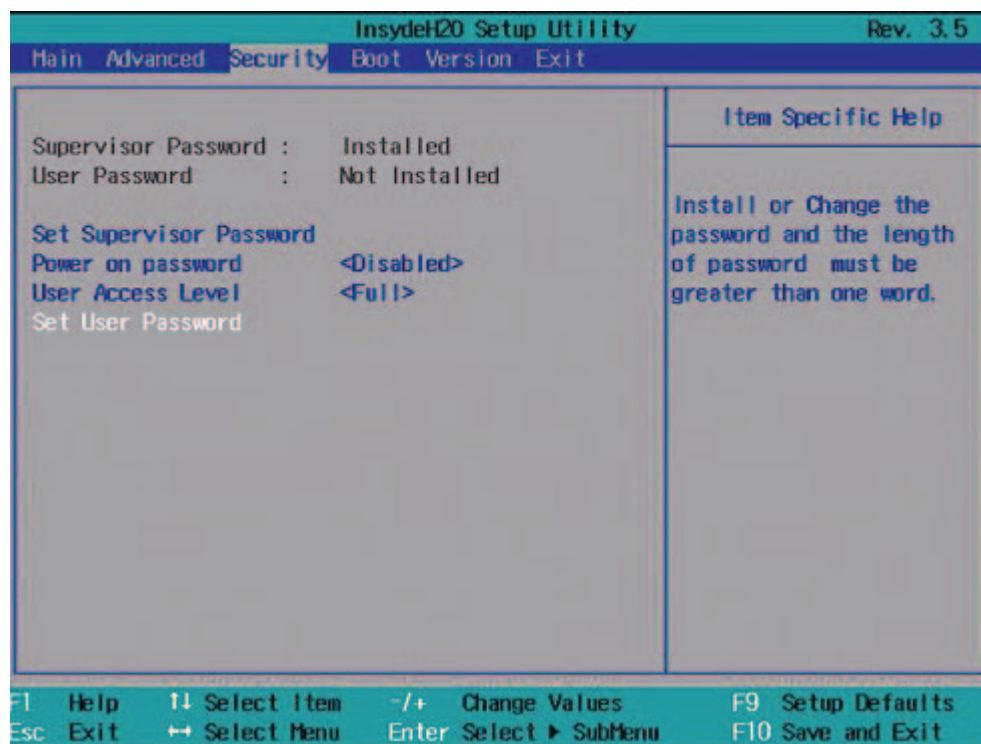 InsydeH2O Setup Utility Rev. 3.5
Main Advanced Security Boot Version Exit
Supervisor Password : Installed
User Password : Not Installed
Set Supervisor Password
Power on password <Disabled>
User Access Level <Full>
Set User Password
Item Specific Help
Install or Change the
password and the length
of password must be
greater than one word.
F1 Help ↑↓ Select Item -/+ Change Values F9 Setup Defaults
Esc Exit ↔ Select Menu Enter Select ▶ SubMenu F10 Save and Exit